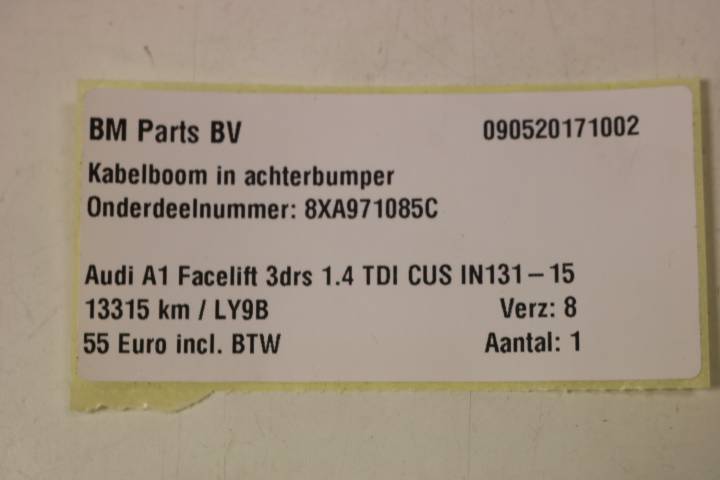 BM Parts BV 090520171002
Kabelboom in achterbumper
Onderdeelnummer: 8XA971085C
Audi A1 Facelift 3drs 1.4 TDI CUS IN131 – 15
13315 km / LY9B Verz: 8
55 Euro incl. BTW Aantal: 1